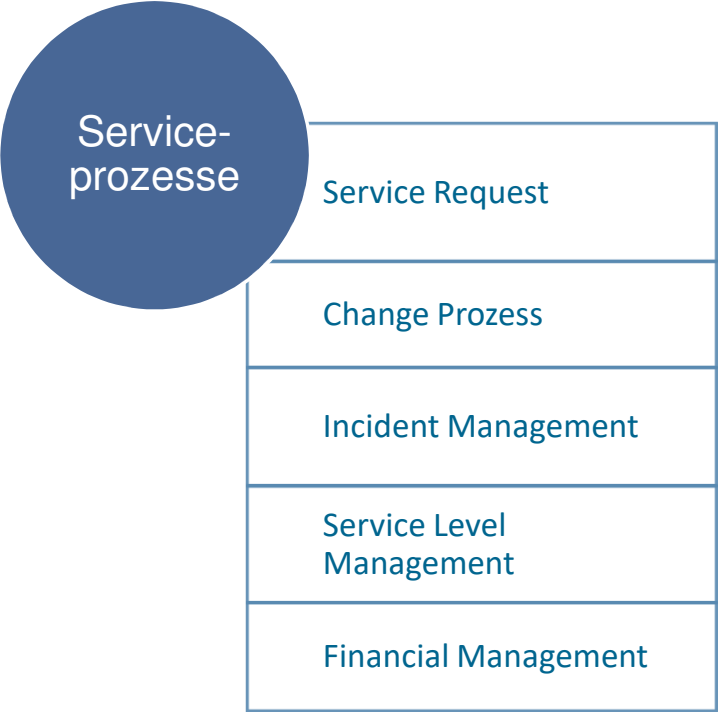 Service-
prozesse
Service Request
Change Prozess
Incident Management
Service Level
Management
Financial Management